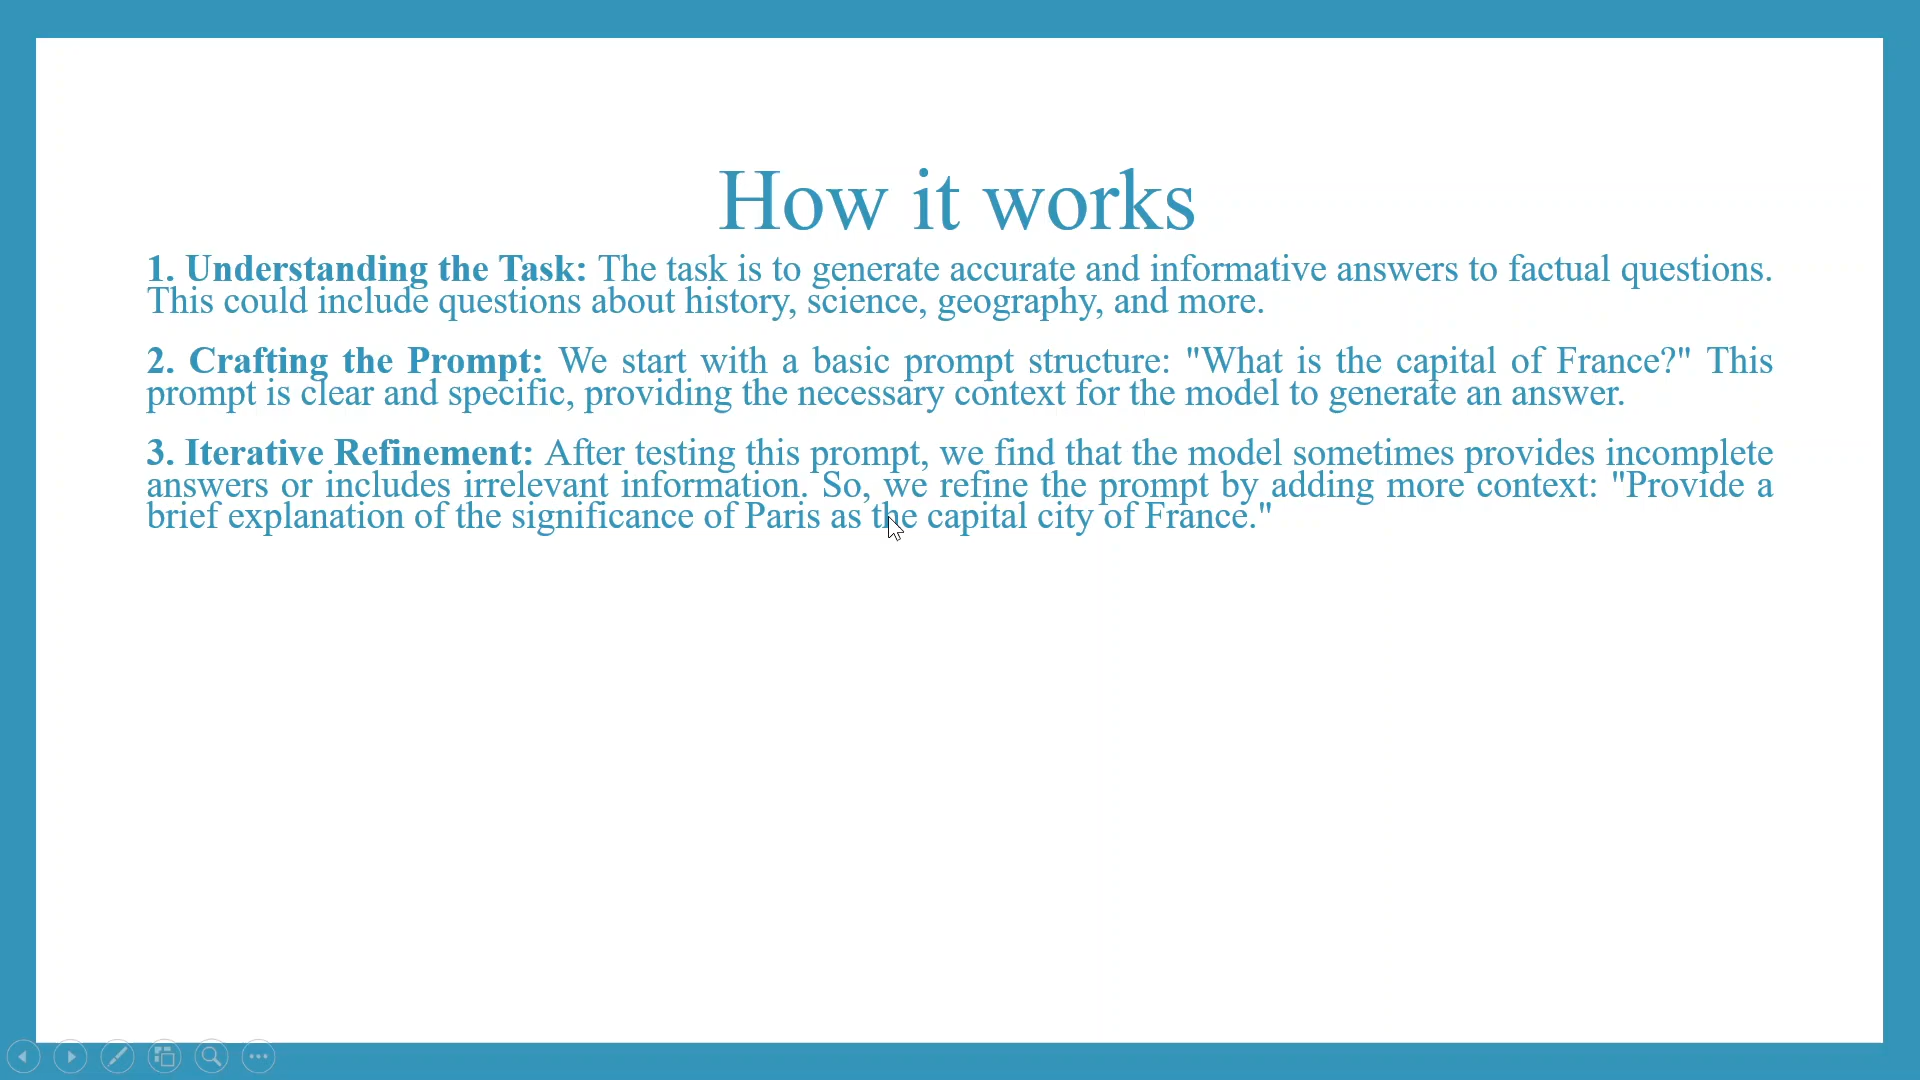 How it works
1. Understanding the Task: The task is to generate accurate and informative answers to factual questions.
This could include questions about history, science, geography, and more.
2. Crafting the Prompt: We start with a basic prompt structure: "What is the capital of France?" This
prompt is clear and specific, providing the necessary context for the model to generate an answer.
3. Iterative Refinement: After testing this prompt, we find that the model sometimes provides incomplete
answers or includes irrelevant information. So, we refine the prompt by adding more context: "Provide a
brief explanation of the significance of Paris as the capital city of France."